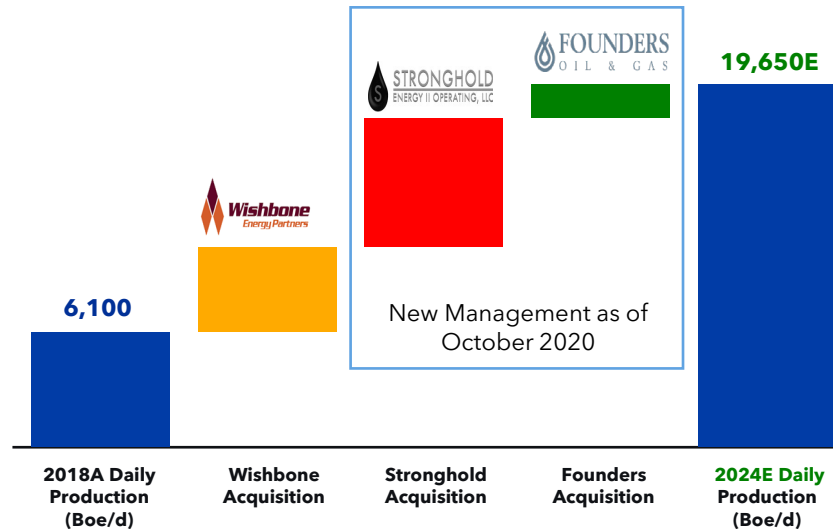 FOUNDERS
OIL & GAS
19,650E
S
STRONGHOLD
ENERGY II OPERATING, LLC
Wishbone
Energy Partners
6,100
New Management as of
October 2020
2018A Daily
Production
(Boe/d)
Wishbone
Acquisition
Stronghold
Acquisition
Founders
Acquisition
2024E Daily
Production
(Boe/d)